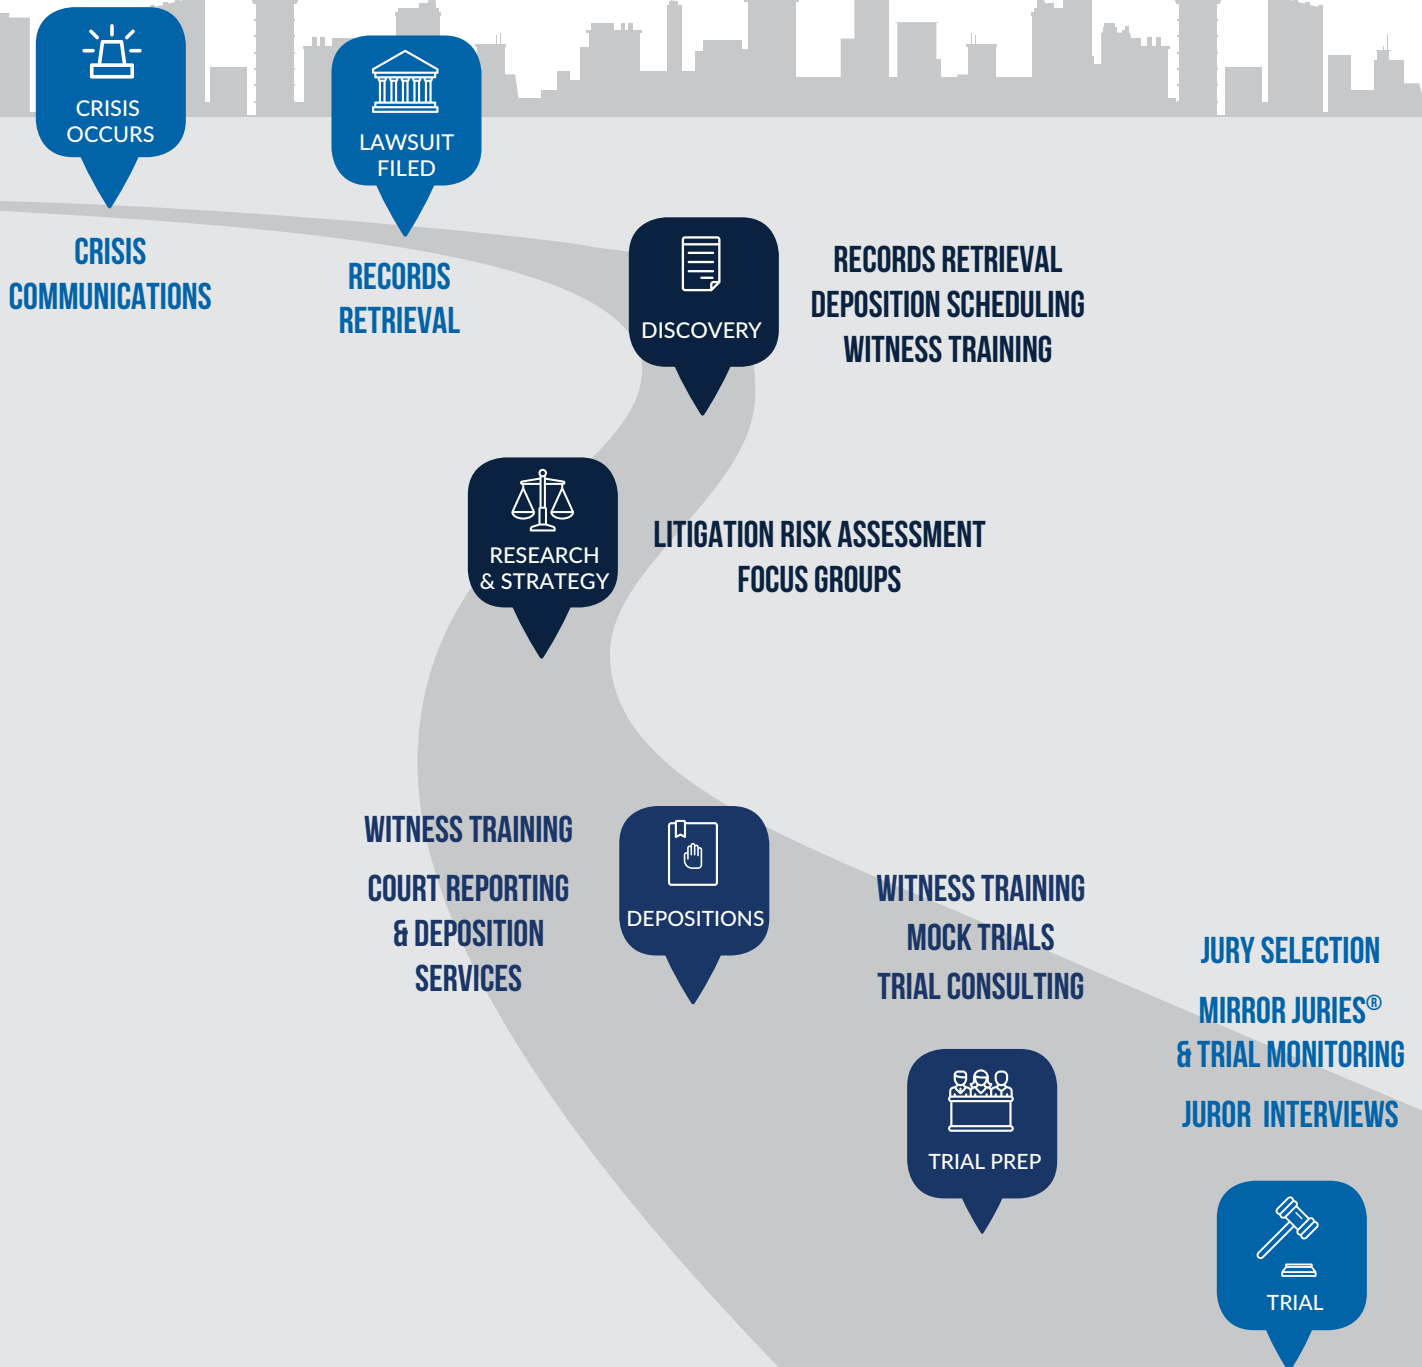 CRISIS
OCCURS
LAWSUIT
FILED
CRISIS
COMMUNICATIONS
RECORDS
RETRIEVAL
DISCOVERY
RECORDS RETRIEVAL
DEPOSITION SCHEDULING
WITNESS TRAINING
RESEARCH
& STRATEGY
LITIGATION RISK ASSESSMENT
FOCUS GROUPS
WITNESS TRAINING
COURT REPORTING
& DEPOSITION
SERVICES
DEPOSITIONS
WITNESS TRAINING
MOCK TRIALS
TRIAL CONSULTING
TRIAL PREP
JURY SELECTION
MIRROR JURIES®
& TRIAL MONITORING
JUROR INTERVIEWS
TRIAL